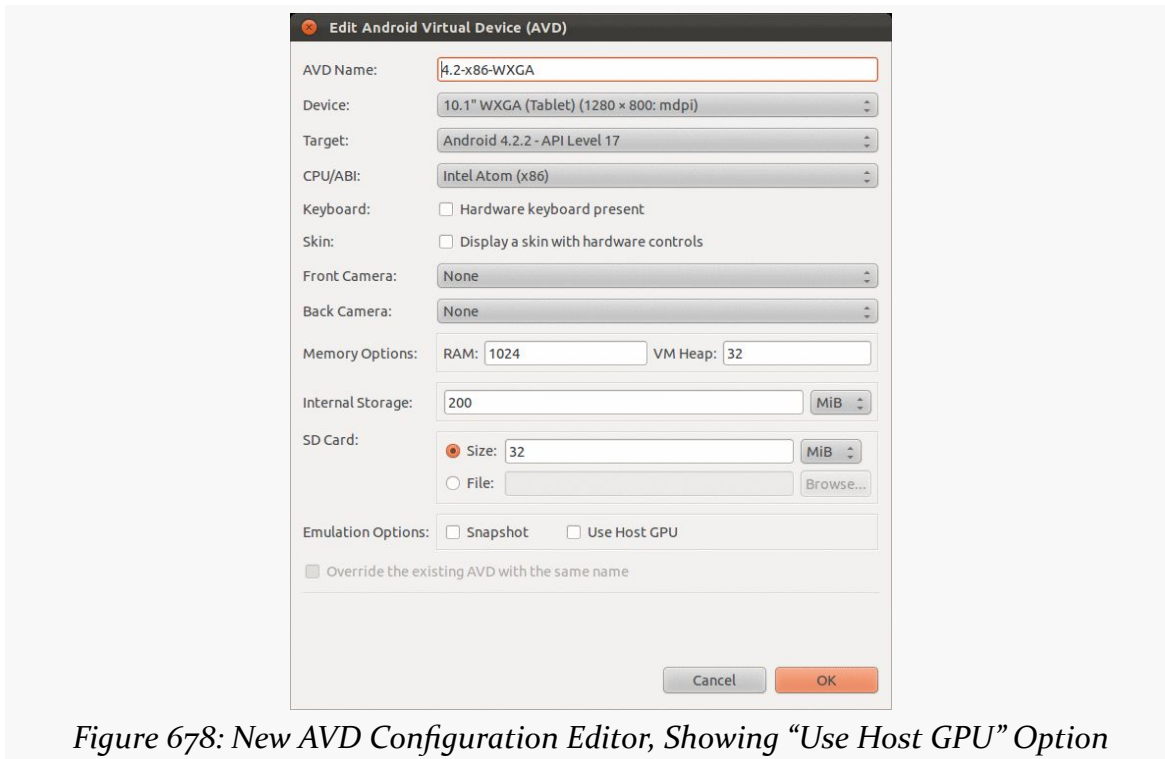 Edit Android Virtual Device (AVD)
AVD Name: 4.2-x86-WXGA
Device: 10.1" WXGA (Tablet) (1280 × 800: mdpi)
Target: Android 4.2.2 - API Level 17
CPU/ABI: Intel Atom (x86)
Keyboard: Hardware keyboard present
Skin: Display a skin with hardware controls
Front Camera: None
Back Camera: None
Memory Options: RAM: 1024 VM Heap: 32
Internal Storage: 200 MiB
SD Card:
Size: 32 MiB
File: Browse...
Emulation Options: Snapshot Use Host GPU
Override the existing AVD with the same name
Cancel OK
Figure 678: New AVD Configuration Editor, Showing “Use Host GPU” Option